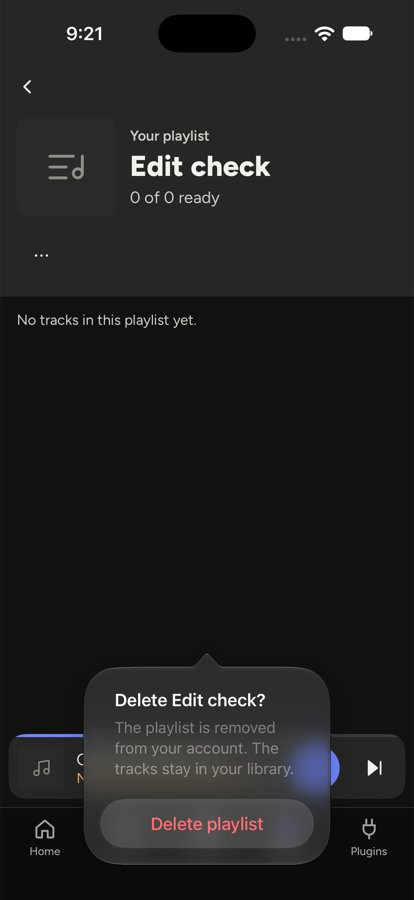 9:21
Your playlist
Edit check
0 of 0 ready
...
No tracks in this playlist yet.
Delete Edit check?
The playlist is removed
from your account. The
tracks stay in your library.
Delete playlist
Home
Plugins